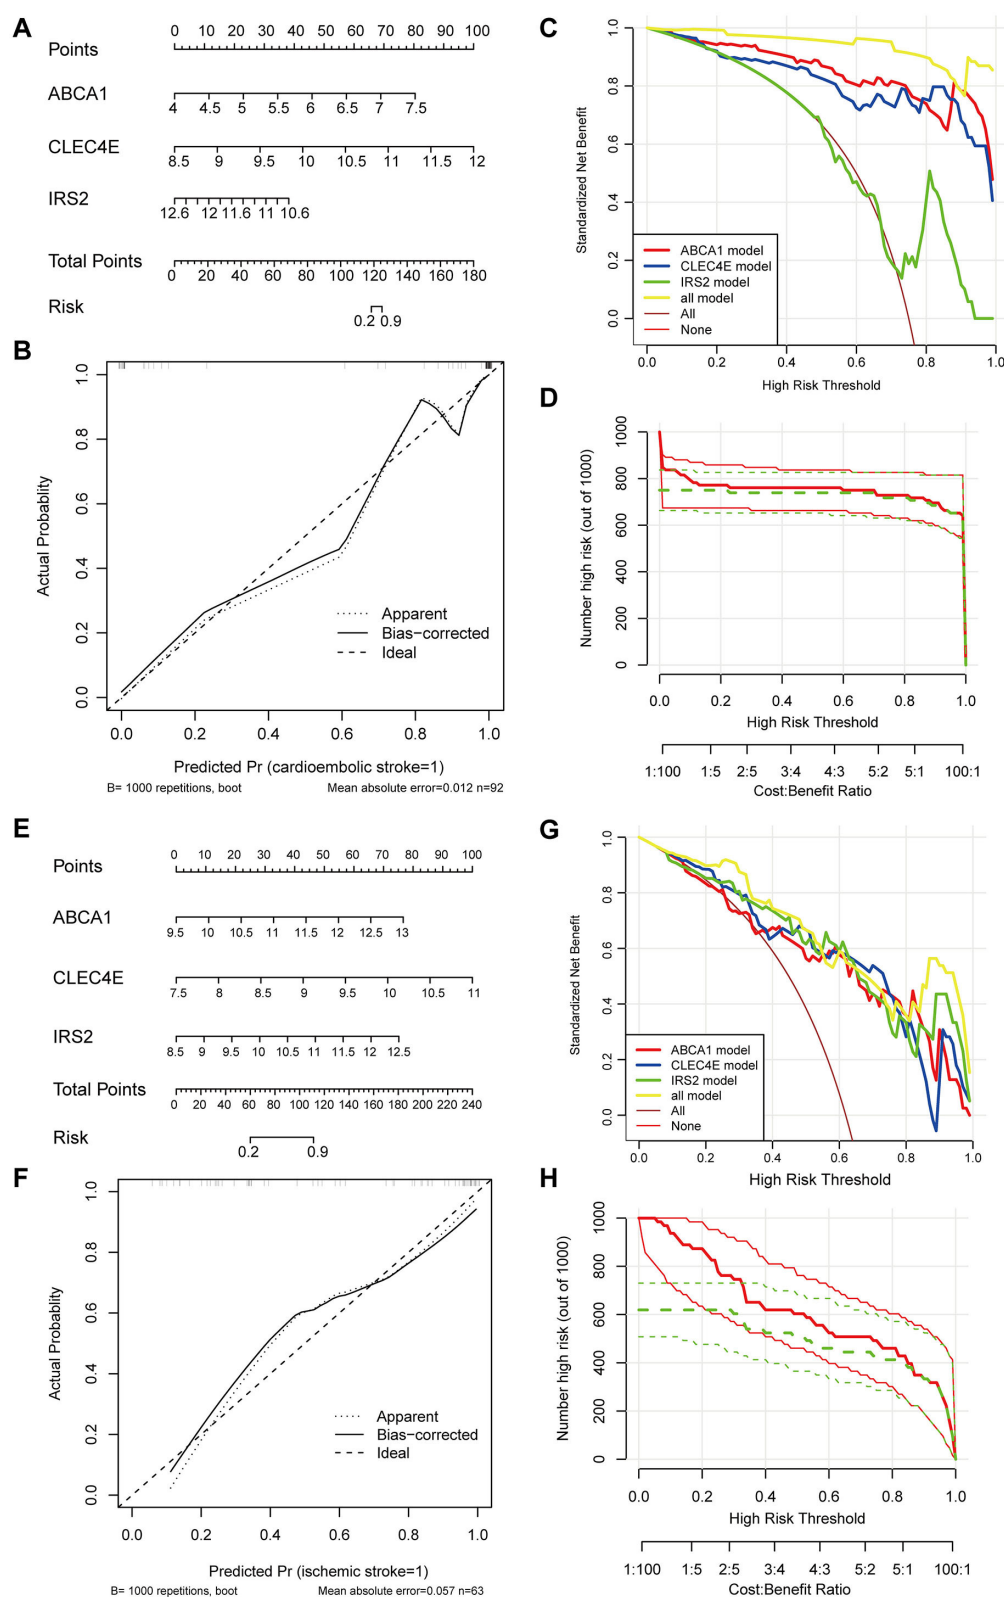 A
Points
0 10 20 30 40 50 60 70 80 90 100
ABCA1
4 4.5 5 5.5 6 6.5 7 7.5
CLEC4E
8.5 9 9.5 10 10.5 11 11.5 12
IRS2
12.6 12 11.6 11 10.6
Total Points
0 20 40 60 80 100 120 140 160 180
Risk
0.2 0.9
B
Actual Probablity
1.0
0.8
0.6
0.4
0.2
0.0
Apparent
Bias-corrected
Ideal
0.0 0.2 0.4 0.6 0.8 1.0
Predicted Pr (cardioembolic stroke=1)
B= 1000 repetitions, boot Mean absolute error=0.012 n=92
C
Standardized Net Benefit
1.0
0.8
0.6
0.4
0.2
0.0
ABCA1 model
CLEC4E model
IRS2 model
all model
All
None
0.0 0.2 0.4 0.6 0.8 1.0
High Risk Threshold
D
Number high risk (out of 1000)
1000
800
600
400
200
0
0.0 0.2 0.4 0.6 0.8 1.0
High Risk Threshold
1:100 1:5 2:5 3:4 4:3 5:2 5:1 100:1
Cost:Benefit Ratio
E
Points
0 10 20 30 40 50 60 70 80 90 100
ABCA1
9.5 10 10.5 11 11.5 12 12.5 13
CLEC4E
7.5 8 8.5 9 9.5 10 10.5 11
IRS2
8.5 9 9.5 10 10.5 11 11.5 12 12.5
Total Points
0 20 40 60 80 100 120 140 160 180 200 220 240
Risk
0.2 0.9
F
Actual Probablity
1.0
0.8
0.6
0.4
0.2
0.0
Apparent
Bias-corrected
Ideal
0.0 0.2 0.4 0.6 0.8 1.0
Predicted Pr (ischemic stroke=1)
B= 1000 repetitions, boot Mean absolute error=0.057 n=63
G
Standardized Net Benefit
1.0
0.8
0.6
0.4
0.2
0.0
ABCA1 model
CLEC4E model
IRS2 model
all model
All
None
0.0 0.2 0.4 0.6 0.8 1.0
High Risk Threshold
H
Number high risk (out of 1000)
1000
800
600
400
200
0
0.0 0.2 0.4 0.6 0.8 1.0
High Risk Threshold
1:100 1:5 2:5 3:4 4:3 5:2 5:1 100:1
Cost:Benefit Ratio